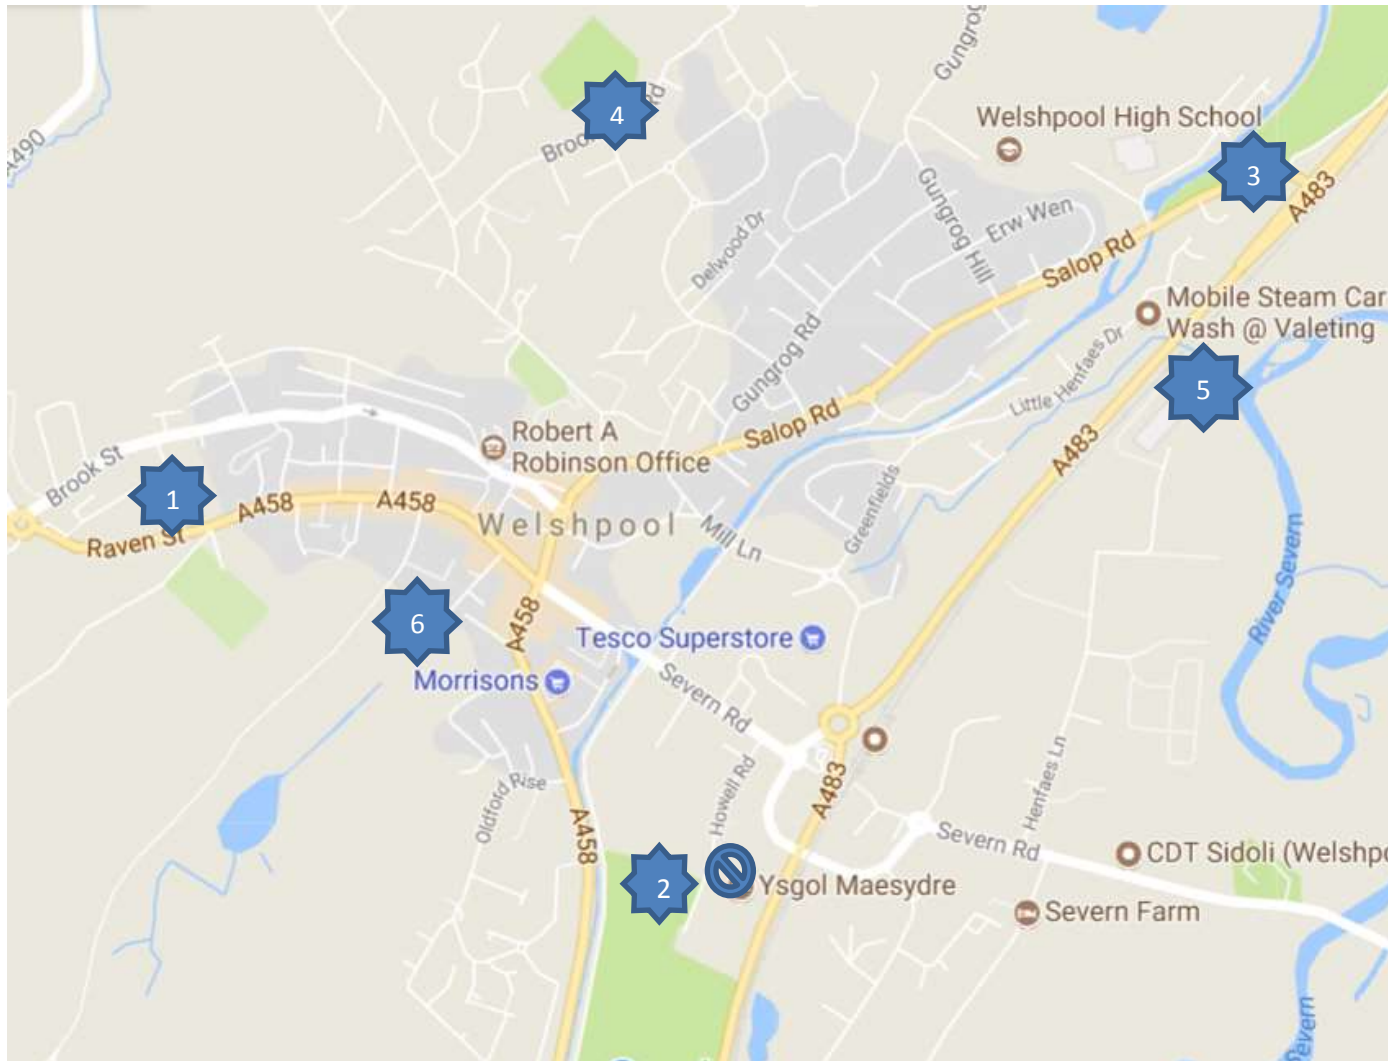 4
Brook
Rd
Gungrog
Welshpool High School
3
A490
Gungrog Hill
Erw Wen
A483
Delwood Dr
Salop Rd
Mobile Steam Car
Wash @ Valeting
Gungrog Rd
Little Henfaes Dr
5
Robert A
Robinson Office
Salop Rd
A483
Brook St
1
A458
A458
Raven St
Welshpool
Mill Ln
Greenfields
River Severn
6
A458
Tesco Superstore
Morrisons
Severn Rd
Howell Rd
A483
Henfaes Ln
Oldford Rise
A458
Severn Rd
CDT Sidoli (Welshpo
2
Ysgol Maesydre
Severn Farm
Severn